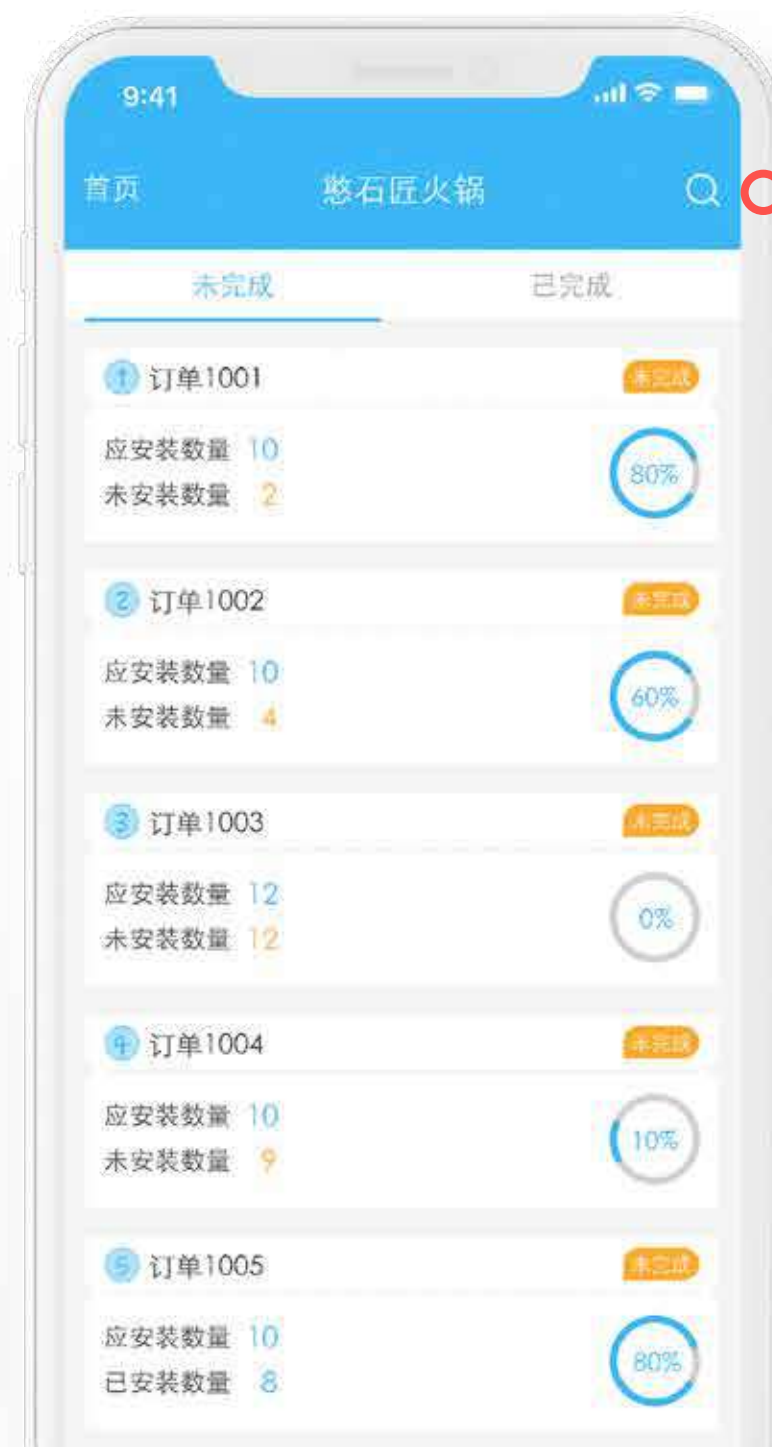 9:41
首页 憨石匠火锅
未完成 已完成
1 订单1001 未完成
应安装数量 10
80%
未安装数量 2
2 订单1002 未完成
应安装数量 10
60%
未安装数量 4
3 订单1003 未完成
应安装数量 12
0%
未安装数量 12
4 订单1004 未完成
应安装数量 10
10%
未安装数量 9
5 订单1005 未完成
应安装数量 10
80%
已安装数量 8